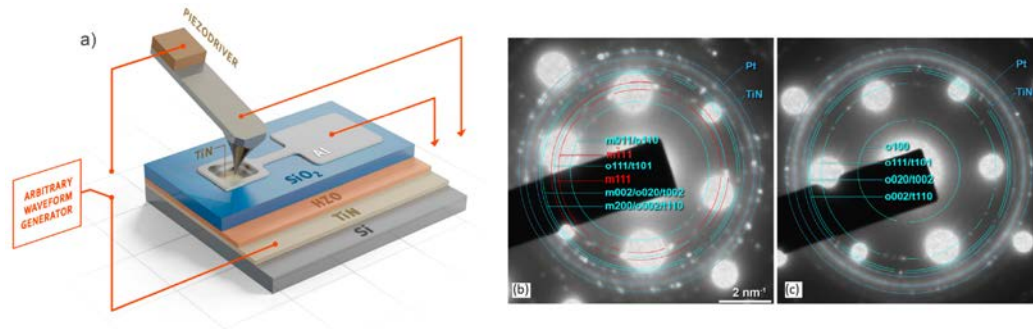 a)
PIEZODRIVER
TiN
Al
SiO₂
HZO
TiN
Si
ARBITRARY
WAVEFORM
GENERATOR
Pt
TiN
m011/o110
m-111
o111/t101
m111
m002/o020/t002
m200/o002/t110
2 nm⁻¹
(b)
Pt
TiN
o100
o111/t101
o020/t002
o002/t110
(c)